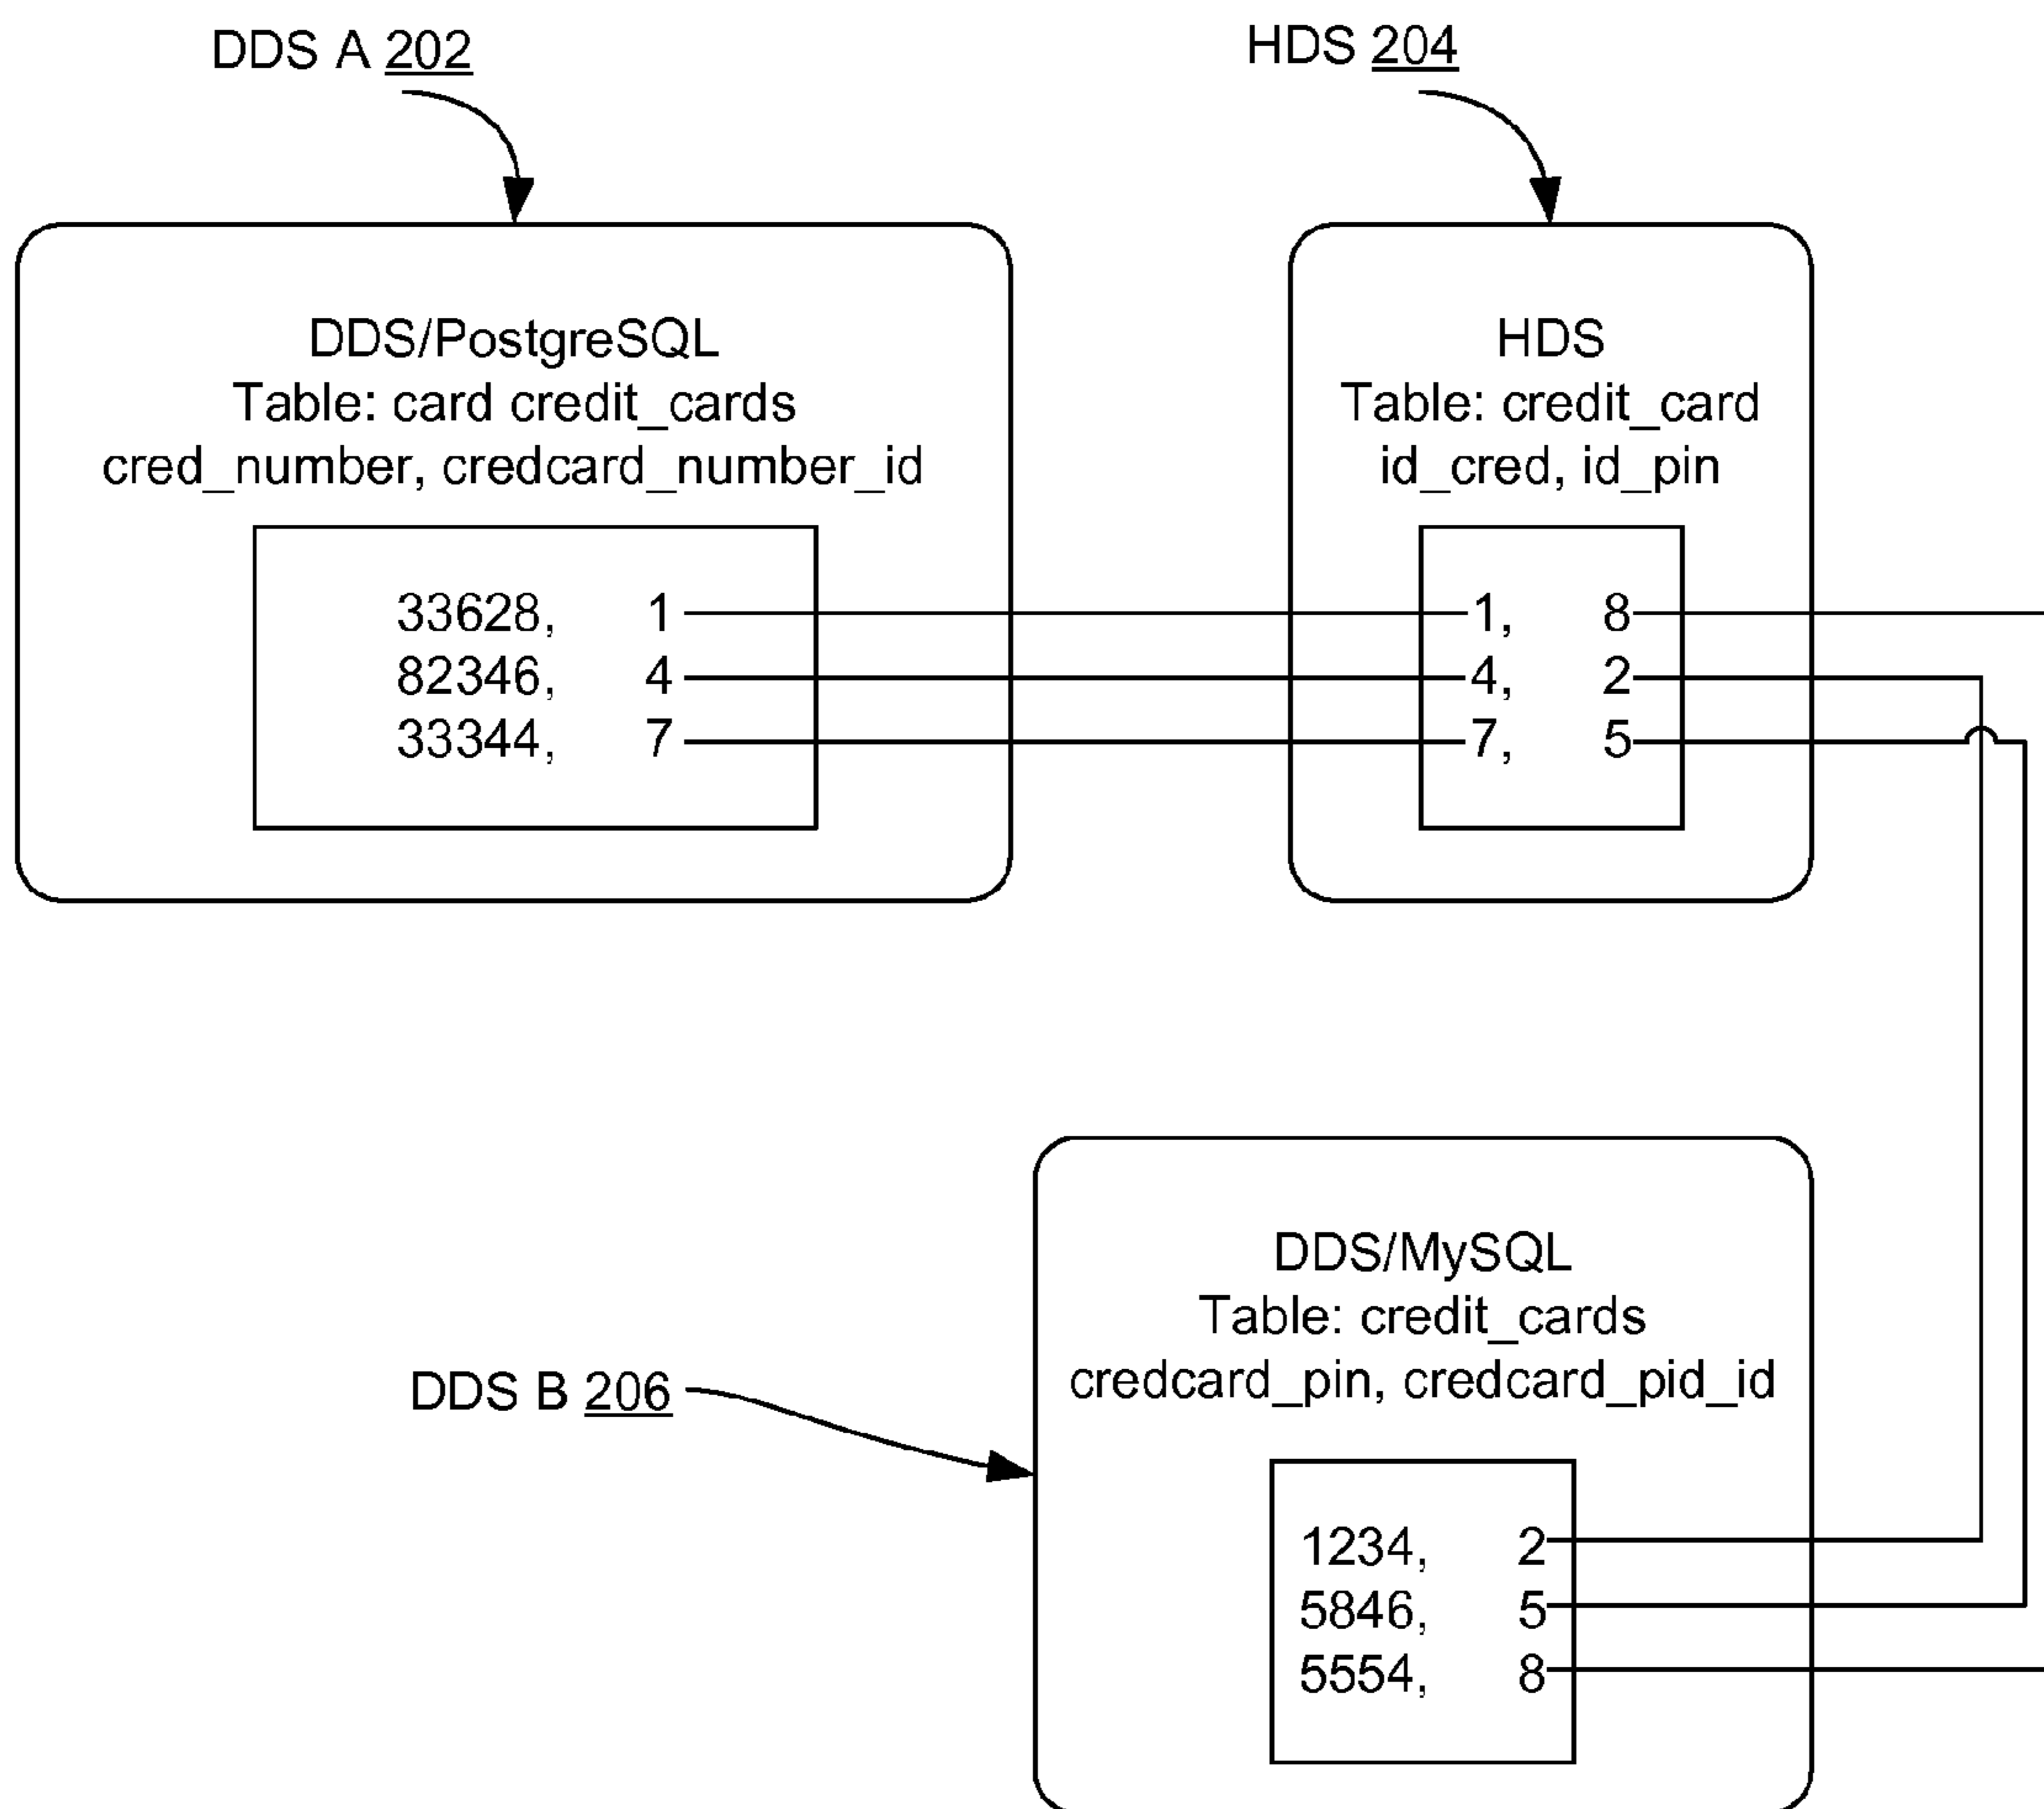 DDS A 202
HDS 204
DDS/PostgreSQL
Table: card credit_cards
cred_number, credcard_number_id
33628, 1
82346, 4
33344, 7
HDS
Table: credit_card
id_cred, id_pin
1, 8
4, 2
7, 5
DDS B 206
DDS/MySQL
Table: credit_cards
credcard_pin, credcard_pid_id
1234, 2
5846, 5
5554, 8